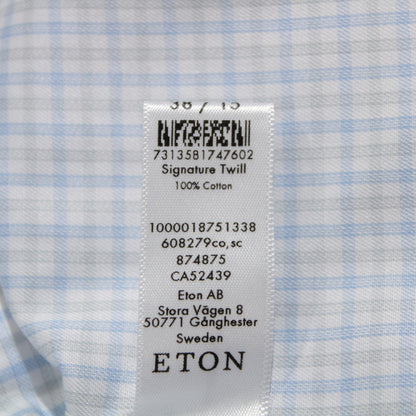 38 / 15
7313581747602
Signature Twill
100% Cotton
1000018751338
608279co,sc
874875
CA52439
Eton AB
Stora Vägen 8
50771 Gånghester
Sweden
ETON